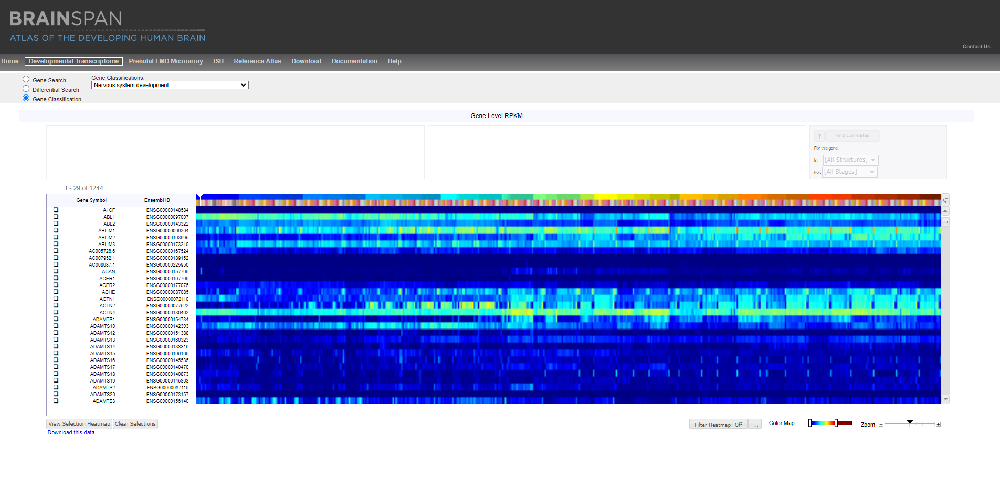 BRAINSPAN
ATLAS OF THE DEVELOPING HUMAN BRAIN
Contact Us
Home Developmental Transcriptome Prenatal LMD Microarray ISH Reference Atlas Download Documentation Help
Gene Search
Differential Search
Gene Classification
Gene Classifications:
Nervous system development
Gene Level RPKM
? Find Correlates
For this gene:
In: [All Structures]
For: [All Stages]
1 - 29 of 1244
Gene Symbol Ensembl ID
A1CF ENSG00000148584
ABL1 ENSG00000097007
ABL2 ENSG00000143322
ABLIM1 ENSG00000099204
ABLIM2 ENSG00000163995
ABLIM3 ENSG00000173210
AC005726.6 ENSG00000167524
AC007952.1 ENSG00000189152
AC008687.1 ENSG00000225950
ACAN ENSG00000157766
ACER1 ENSG00000167769
ACER2 ENSG00000177076
ACHE ENSG00000087085
ACTN1 ENSG00000072110
ACTN2 ENSG00000077522
ACTN4 ENSG00000130402
ADAMTS1 ENSG00000154734
ADAMTS10 ENSG00000142303
ADAMTS12 ENSG00000151388
ADAMTS13 ENSG00000160323
ADAMTS14 ENSG00000138316
ADAMTS15 ENSG00000166106
ADAMTS16 ENSG00000145536
ADAMTS17 ENSG00000140470
ADAMTS18 ENSG00000140873
ADAMTS19 ENSG00000145808
ADAMTS2 ENSG00000087116
ADAMTS20 ENSG00000173157
ADAMTS3 ENSG00000156140
View Selection Heatmap Clear Selections
Download this data
Filter Heatmap: Off ... Color Map Zoom